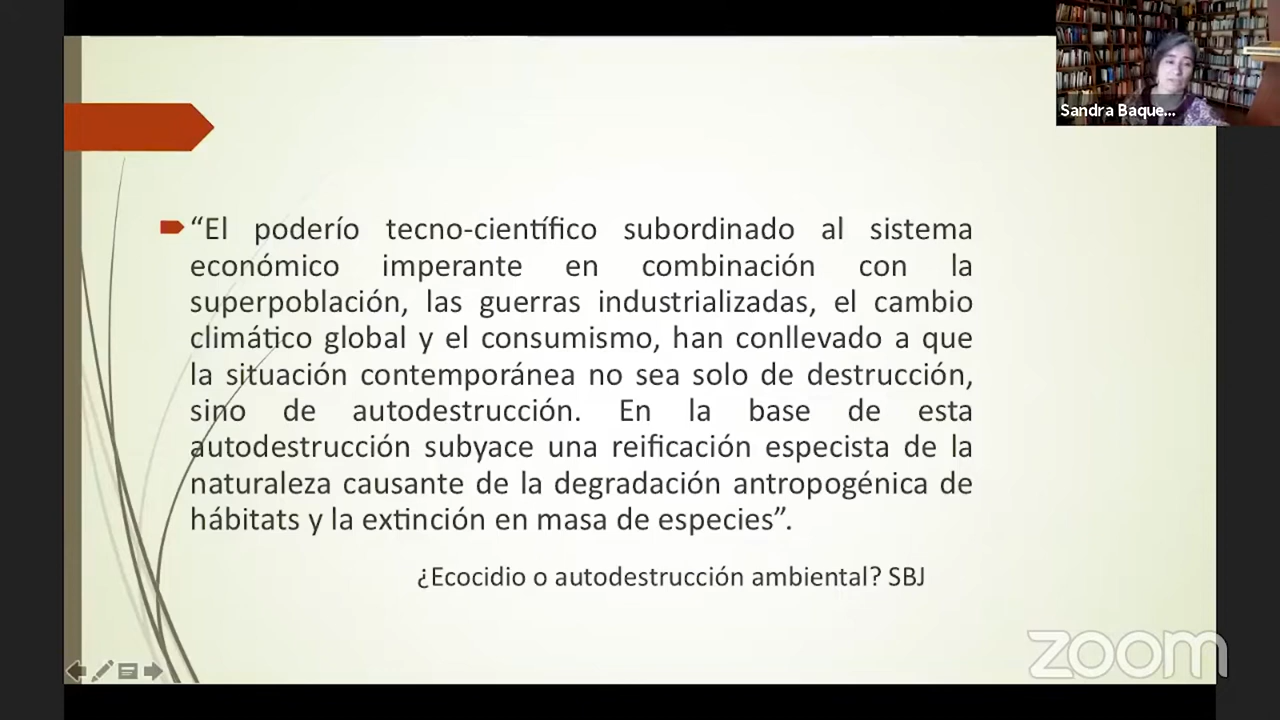 Sandra Baque...
“El poderío tecno-científico subordinado al sistema
económico imperante en combinación con la
superpoblación, las guerras industrializadas, el cambio
climático global y el consumismo, han conllevado a que
la situación contemporánea no sea solo de destrucción,
sino de autodestrucción. En la base de esta
autodestrucción subyace una reificación especista de la
naturaleza causante de la degradación antropogénica de
hábitats y la extinción en masa de especies”.
¿Ecocidio o autodestrucción ambiental? SBJ
zoom